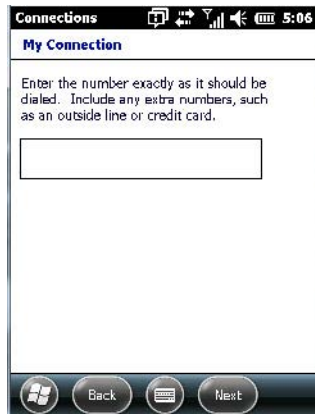 Connections 5:06
My Connection
Enter the number exactly as it should be
dialed. Include any extra numbers, such
as an outside line or credit card.
Back Next